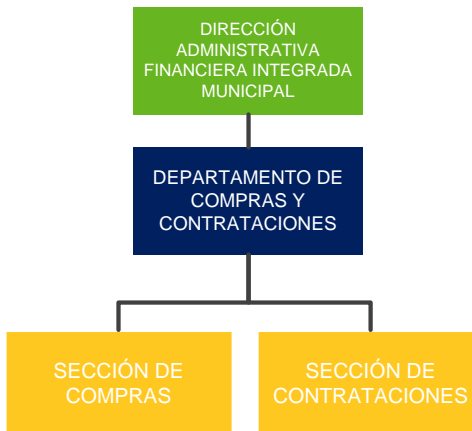 DIRECCIÓN
ADMINISTRATIVA
FINANCIERA INTEGRADA
MUNICIPAL
DEPARTAMENTO DE
COMPRAS Y
CONTRATACIONES
SECCIÓN DE
COMPRAS
SECCIÓN DE
CONTRATACIONES